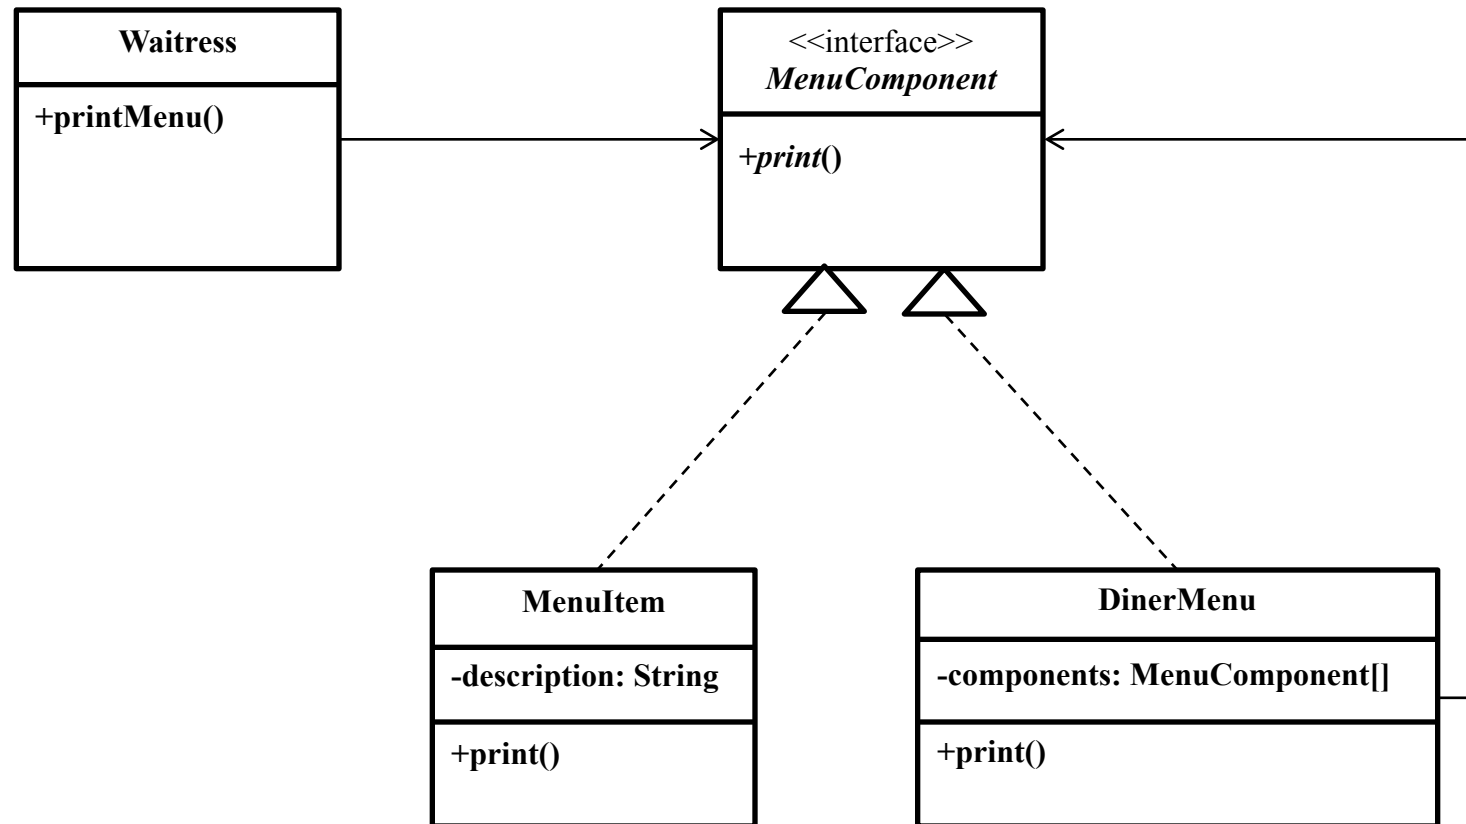 Waitress
+printMenu()
<<interface>>
MenuComponent
+print()
MenuItem
-description: String
+print()
DinerMenu
-components: MenuComponent[]
+print()